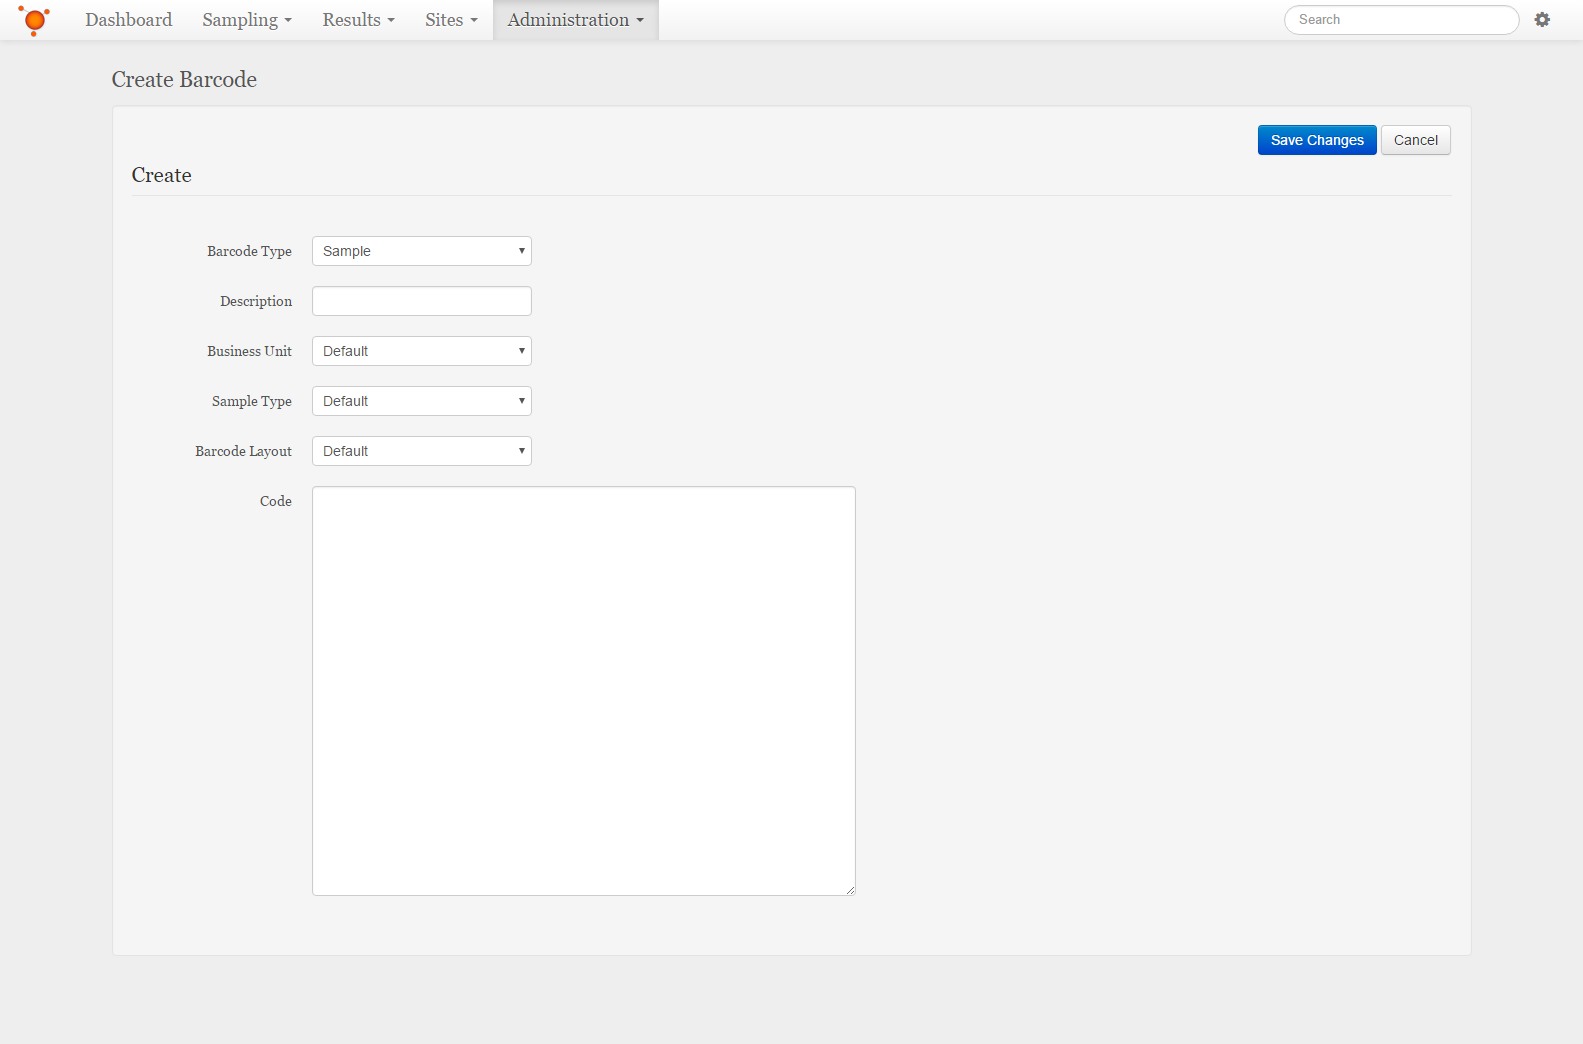 Dashboard Sampling Results Sites Administration Search
Create Barcode
Save Changes Cancel
Create
Barcode Type Sample
Description
Business Unit Default
Sample Type Default
Barcode Layout Default
Code